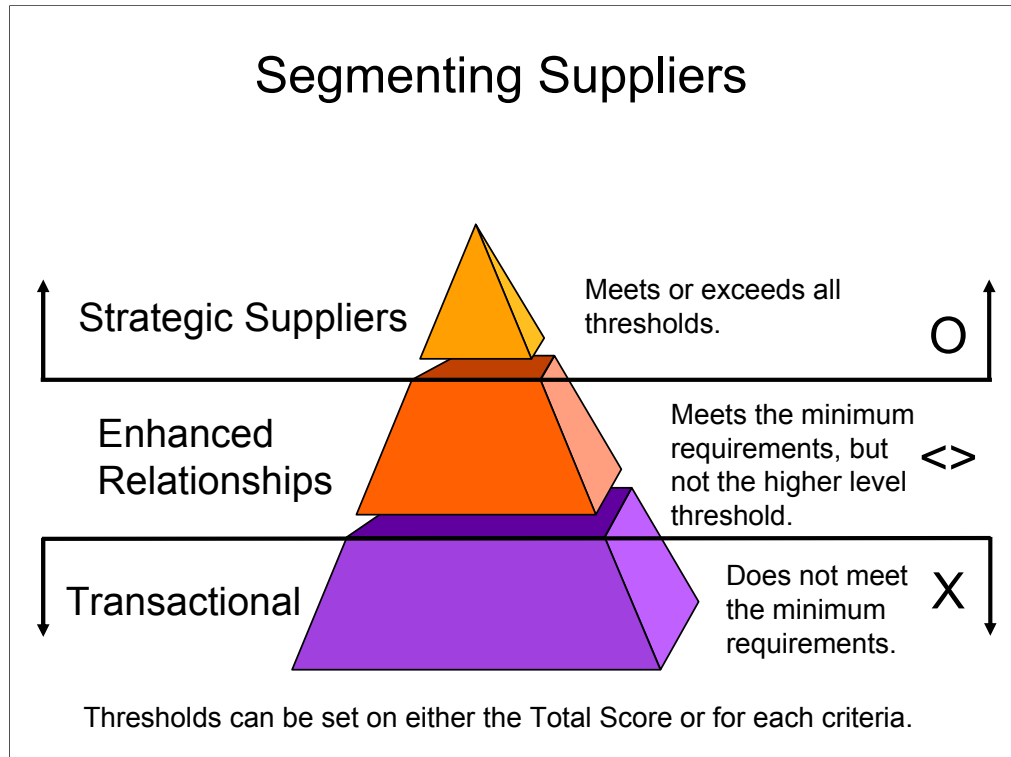 Segmenting Suppliers
Strategic Suppliers
Meets or exceeds all
thresholds.
O
Enhanced
Relationships
Meets the minimum
requirements, but
not the higher level
threshold.
<>
Transactional
Does not meet
the minimum
requirements.
X
Thresholds can be set on either the Total Score or for each criteria.